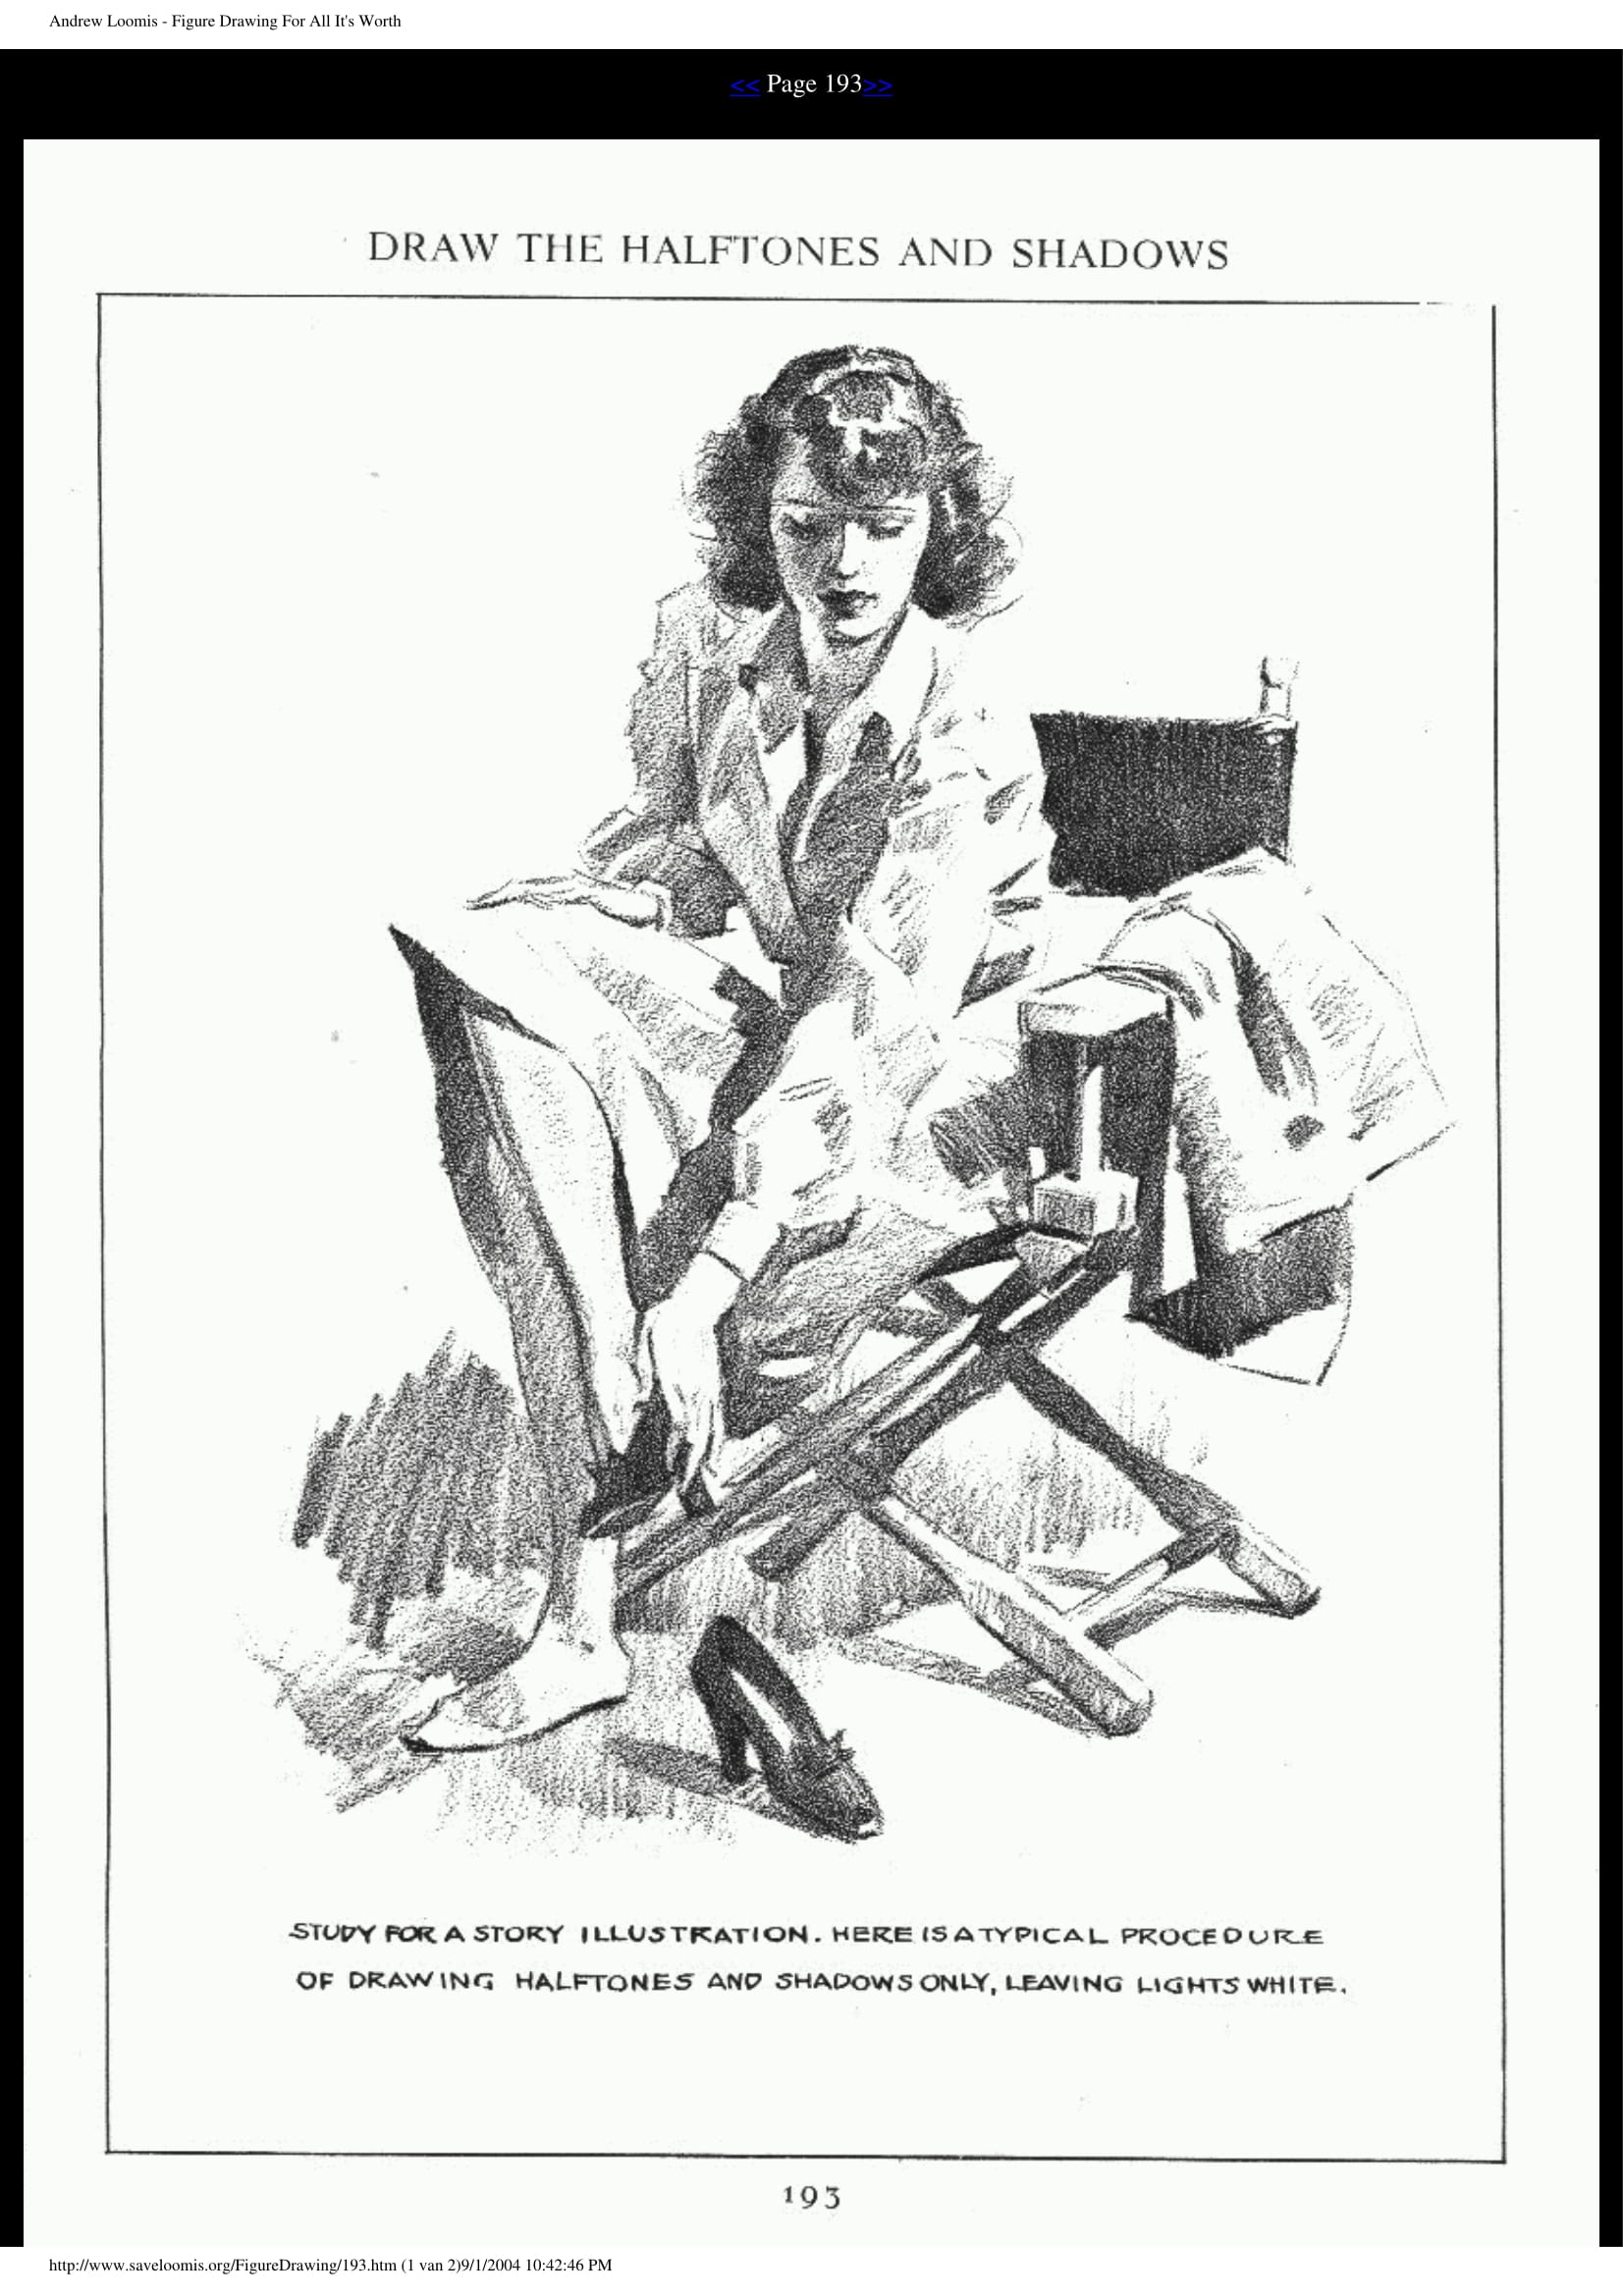 Andrew Loomis - Figure Drawing For All It's Worth
<< Page 193>>
DRAW THE HALFTONES AND SHADOWS
STUDY FOR A STORY ILLUSTRATION. HERE IS A TYPICAL PROCEDURE
OF DRAWING HALFTONES AND SHADOWS ONLY, LEAVING LIGHTS WHITE.
193
http://www.saveloomis.org/FigureDrawing/193.htm (1 van 2)9/1/2004 10:42:46 PM